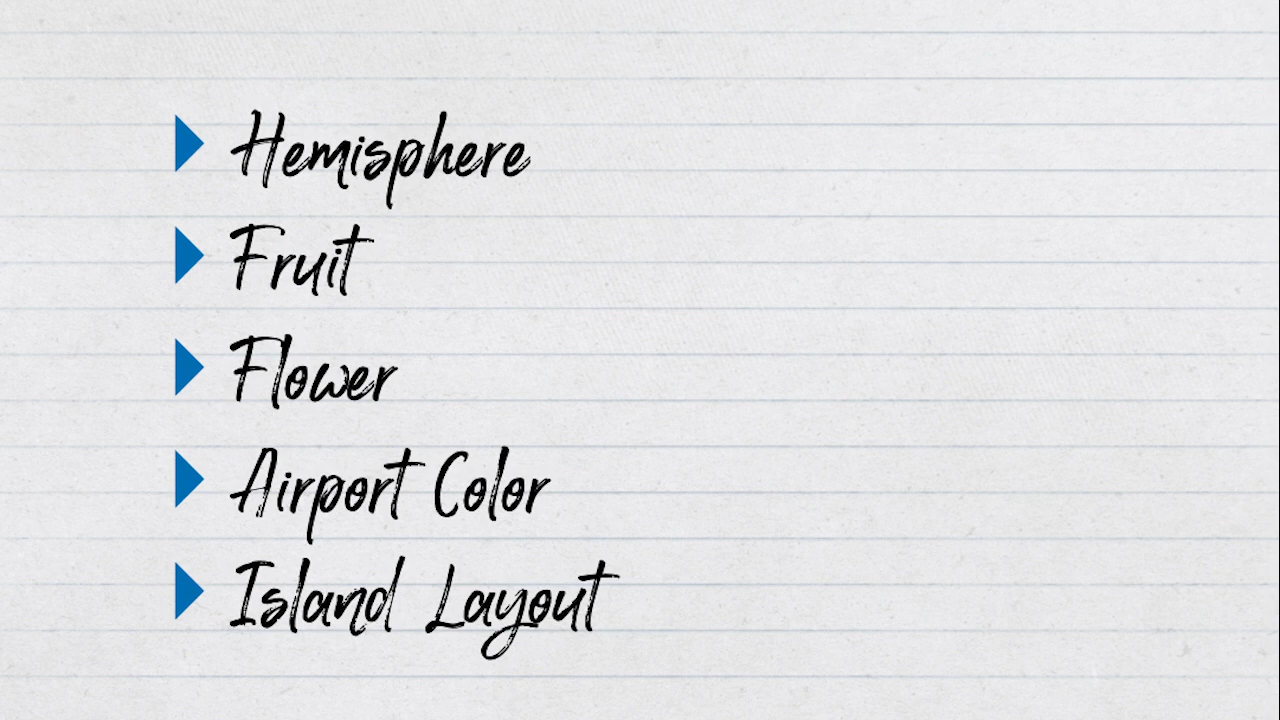 Hemisphere
Fruit
Flower
Airport Color
Island Layout